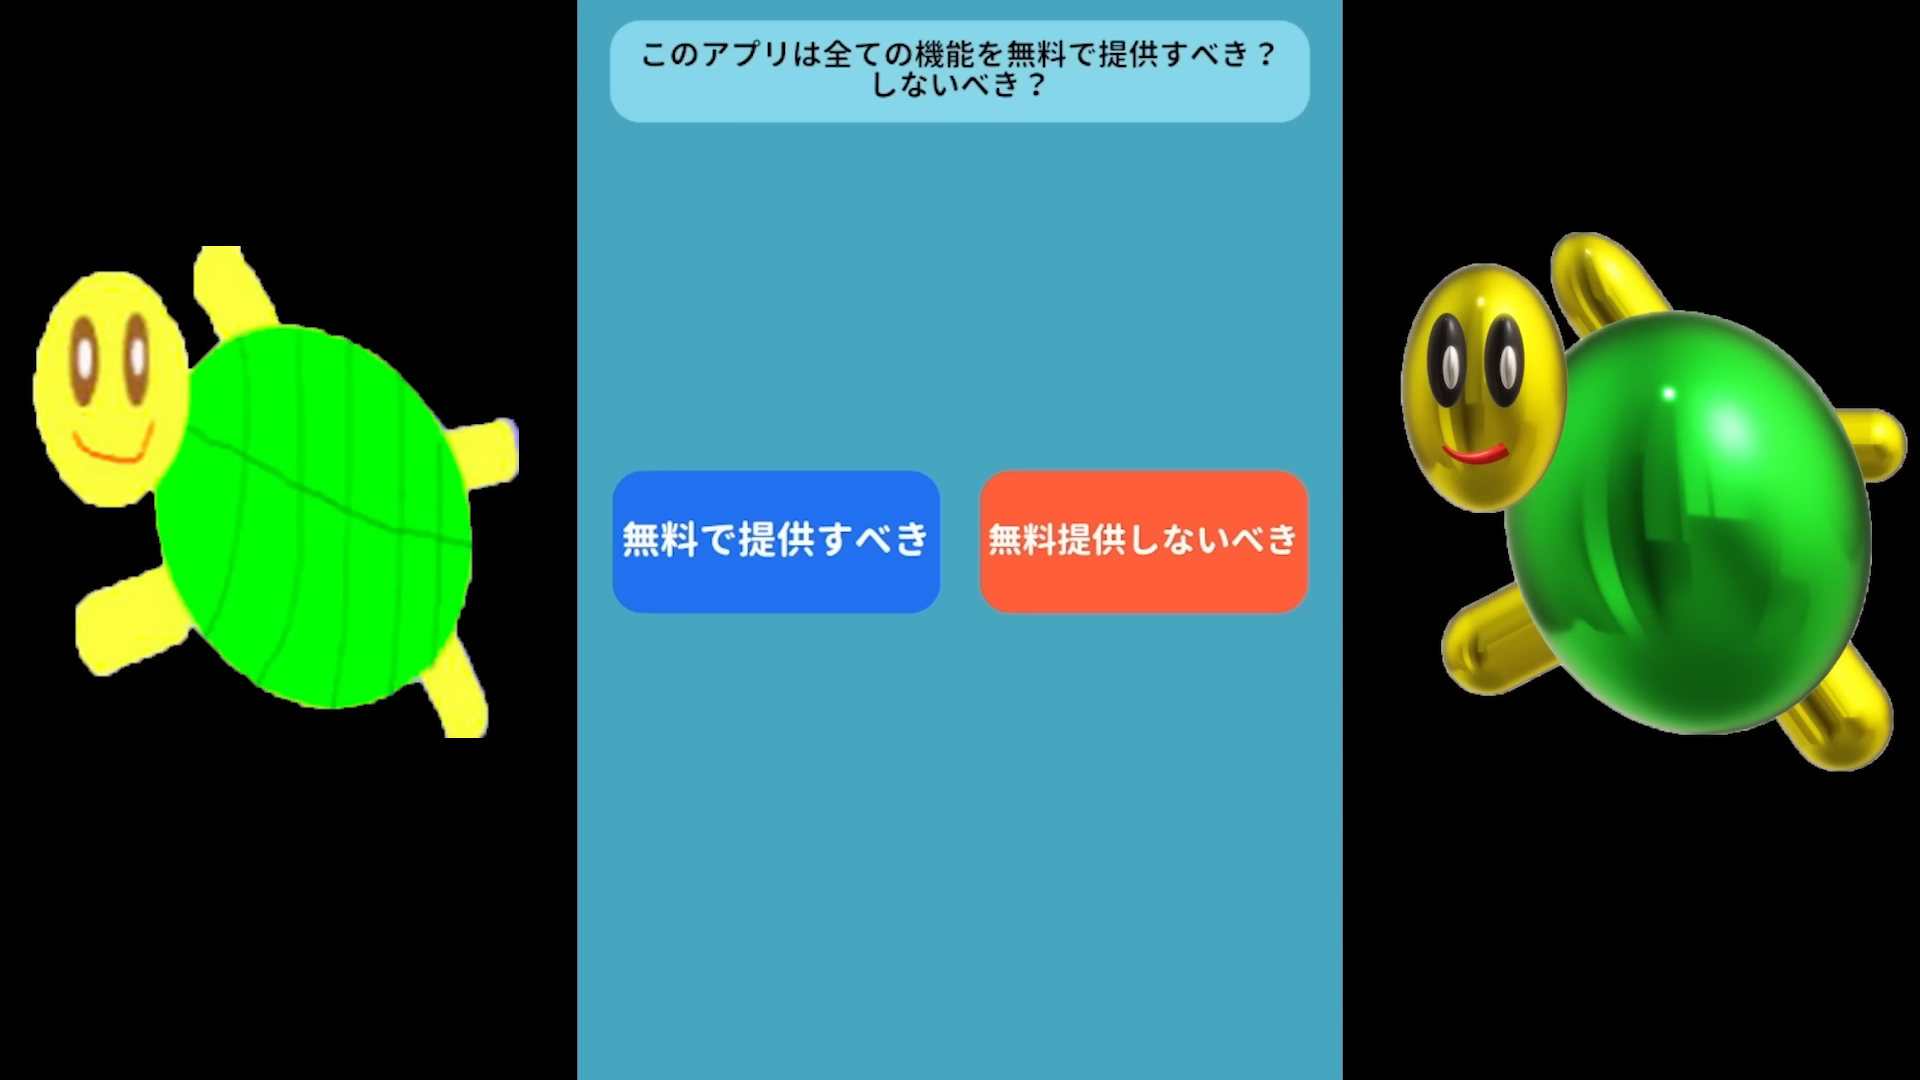 このアプリは全ての機能を無料で提供すべき？
しないべき？
無料で提供すべき
無料提供しないべき